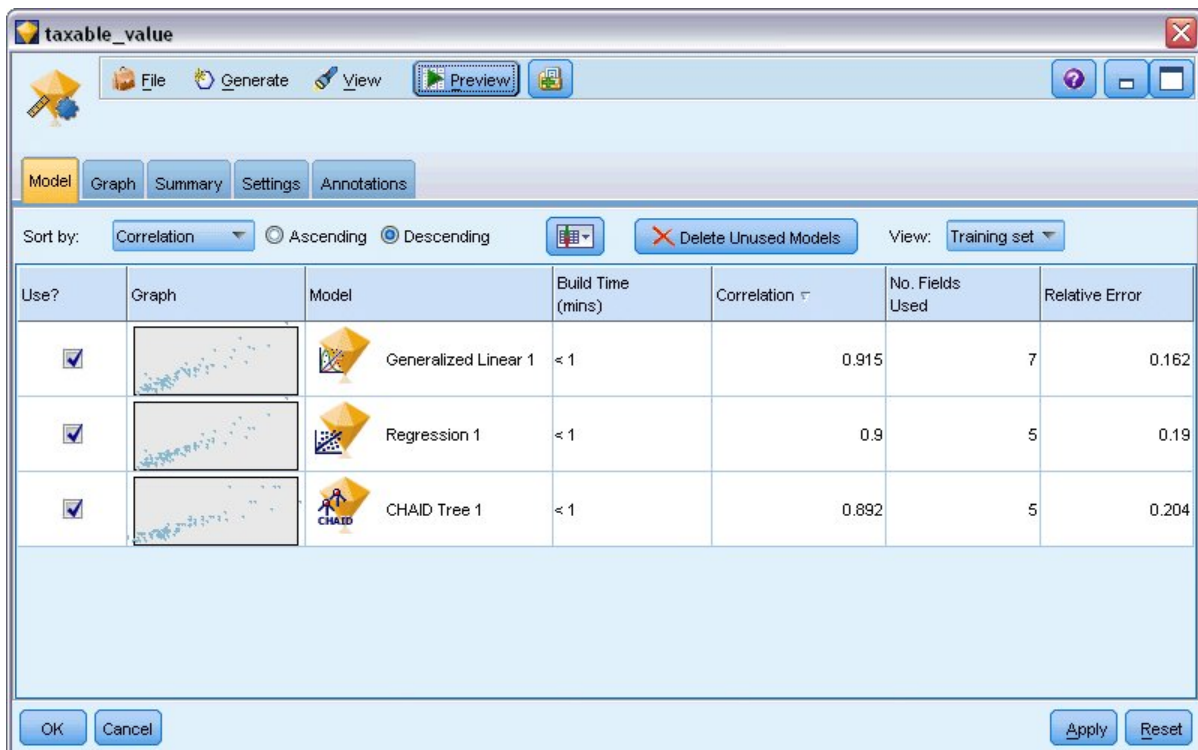 taxable_value
File Generate View Preview
Model Graph Summary Settings Annotations
Sort by: Correlation Ascending Descending Delete Unused Models View: Training set
Use? Graph Model Build Time (mins) Correlation No. Fields Used Relative Error
Generalized Linear 1 < 1 0.915 7 0.162
Regression 1 < 1 0.9 5 0.19
CHAID CHAID Tree 1 < 1 0.892 5 0.204
OK Cancel Apply Reset